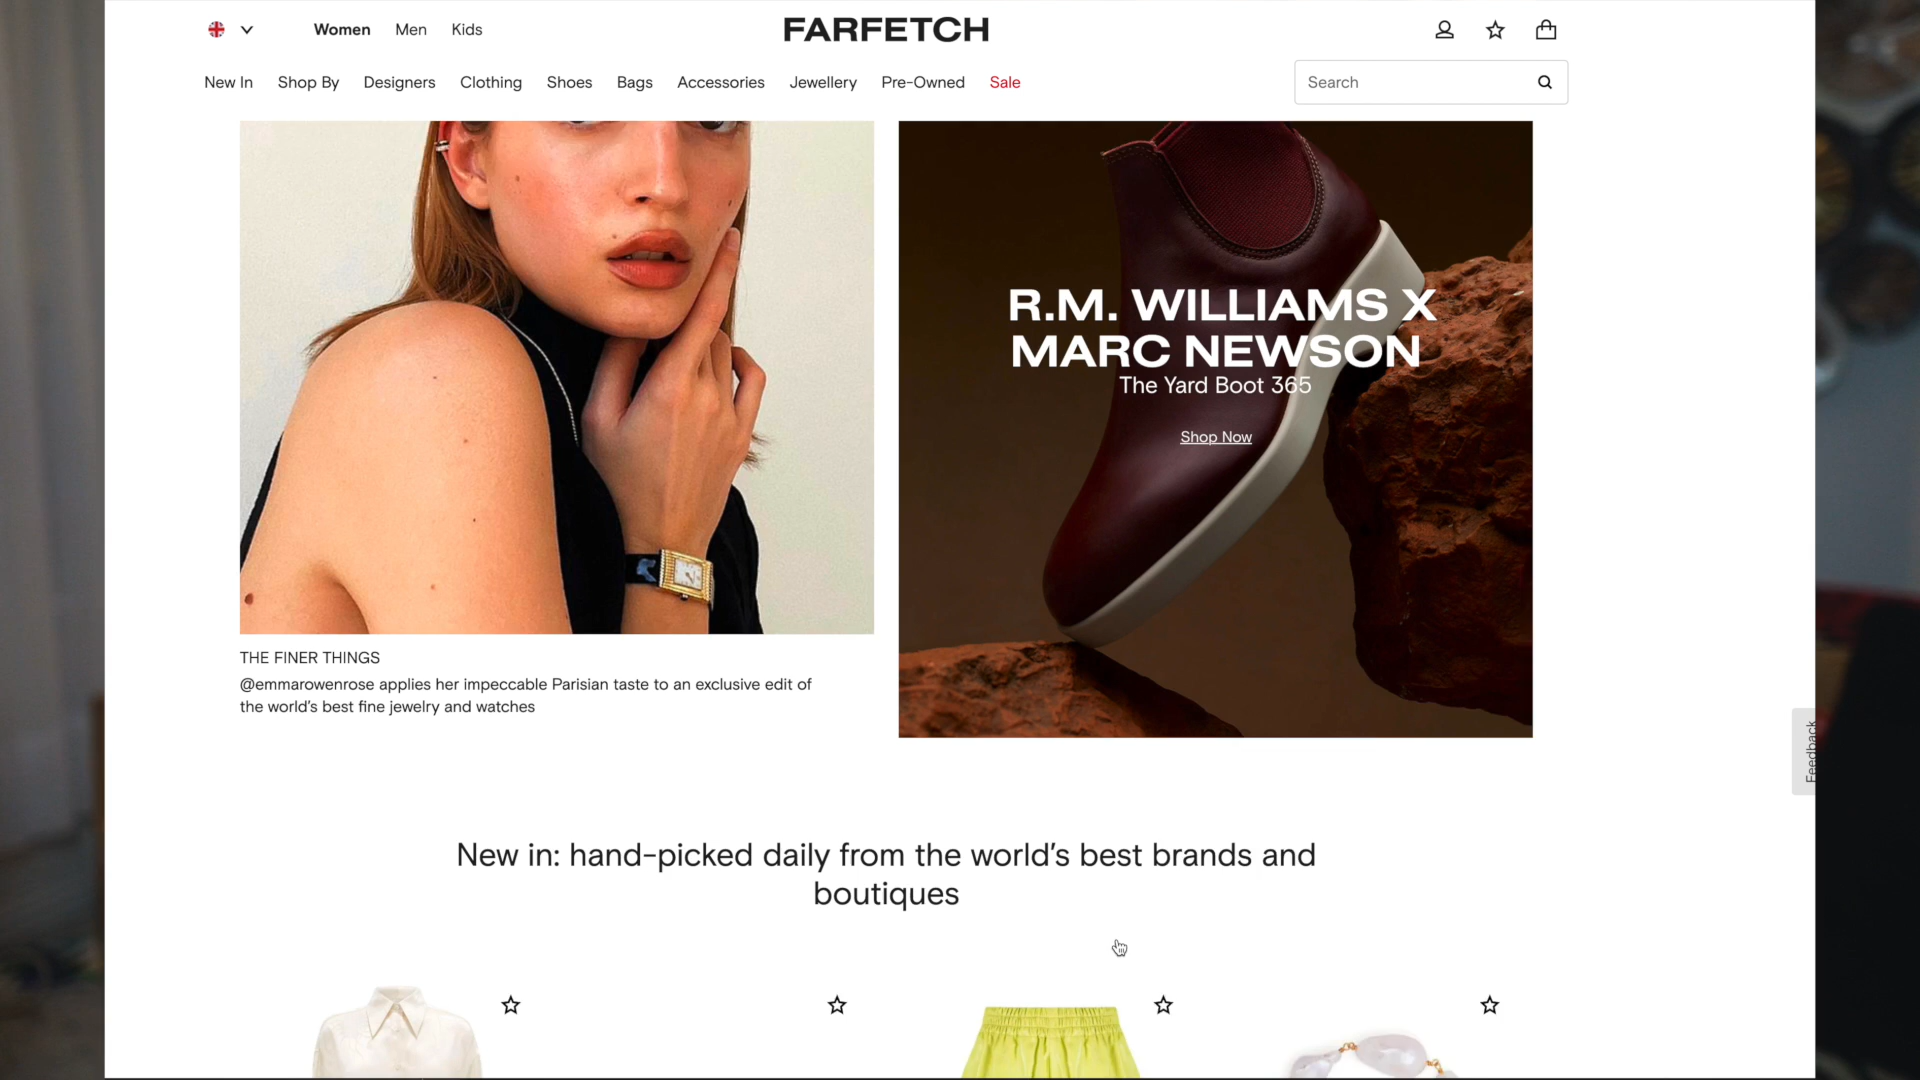 Women Men Kids
FARFETCH
New In Shop By Designers Clothing Shoes Bags Accessories Jewellery Pre-Owned Sale
Search
R.M. WILLIAMS X
MARC NEWSON
The Yard Boot 365
Shop Now
THE FINER THINGS
@emmarowenrose applies her impeccable Parisian taste to an exclusive edit of
the world's best fine jewelry and watches
Feedback
New in: hand-picked daily from the world's best brands and
boutiques